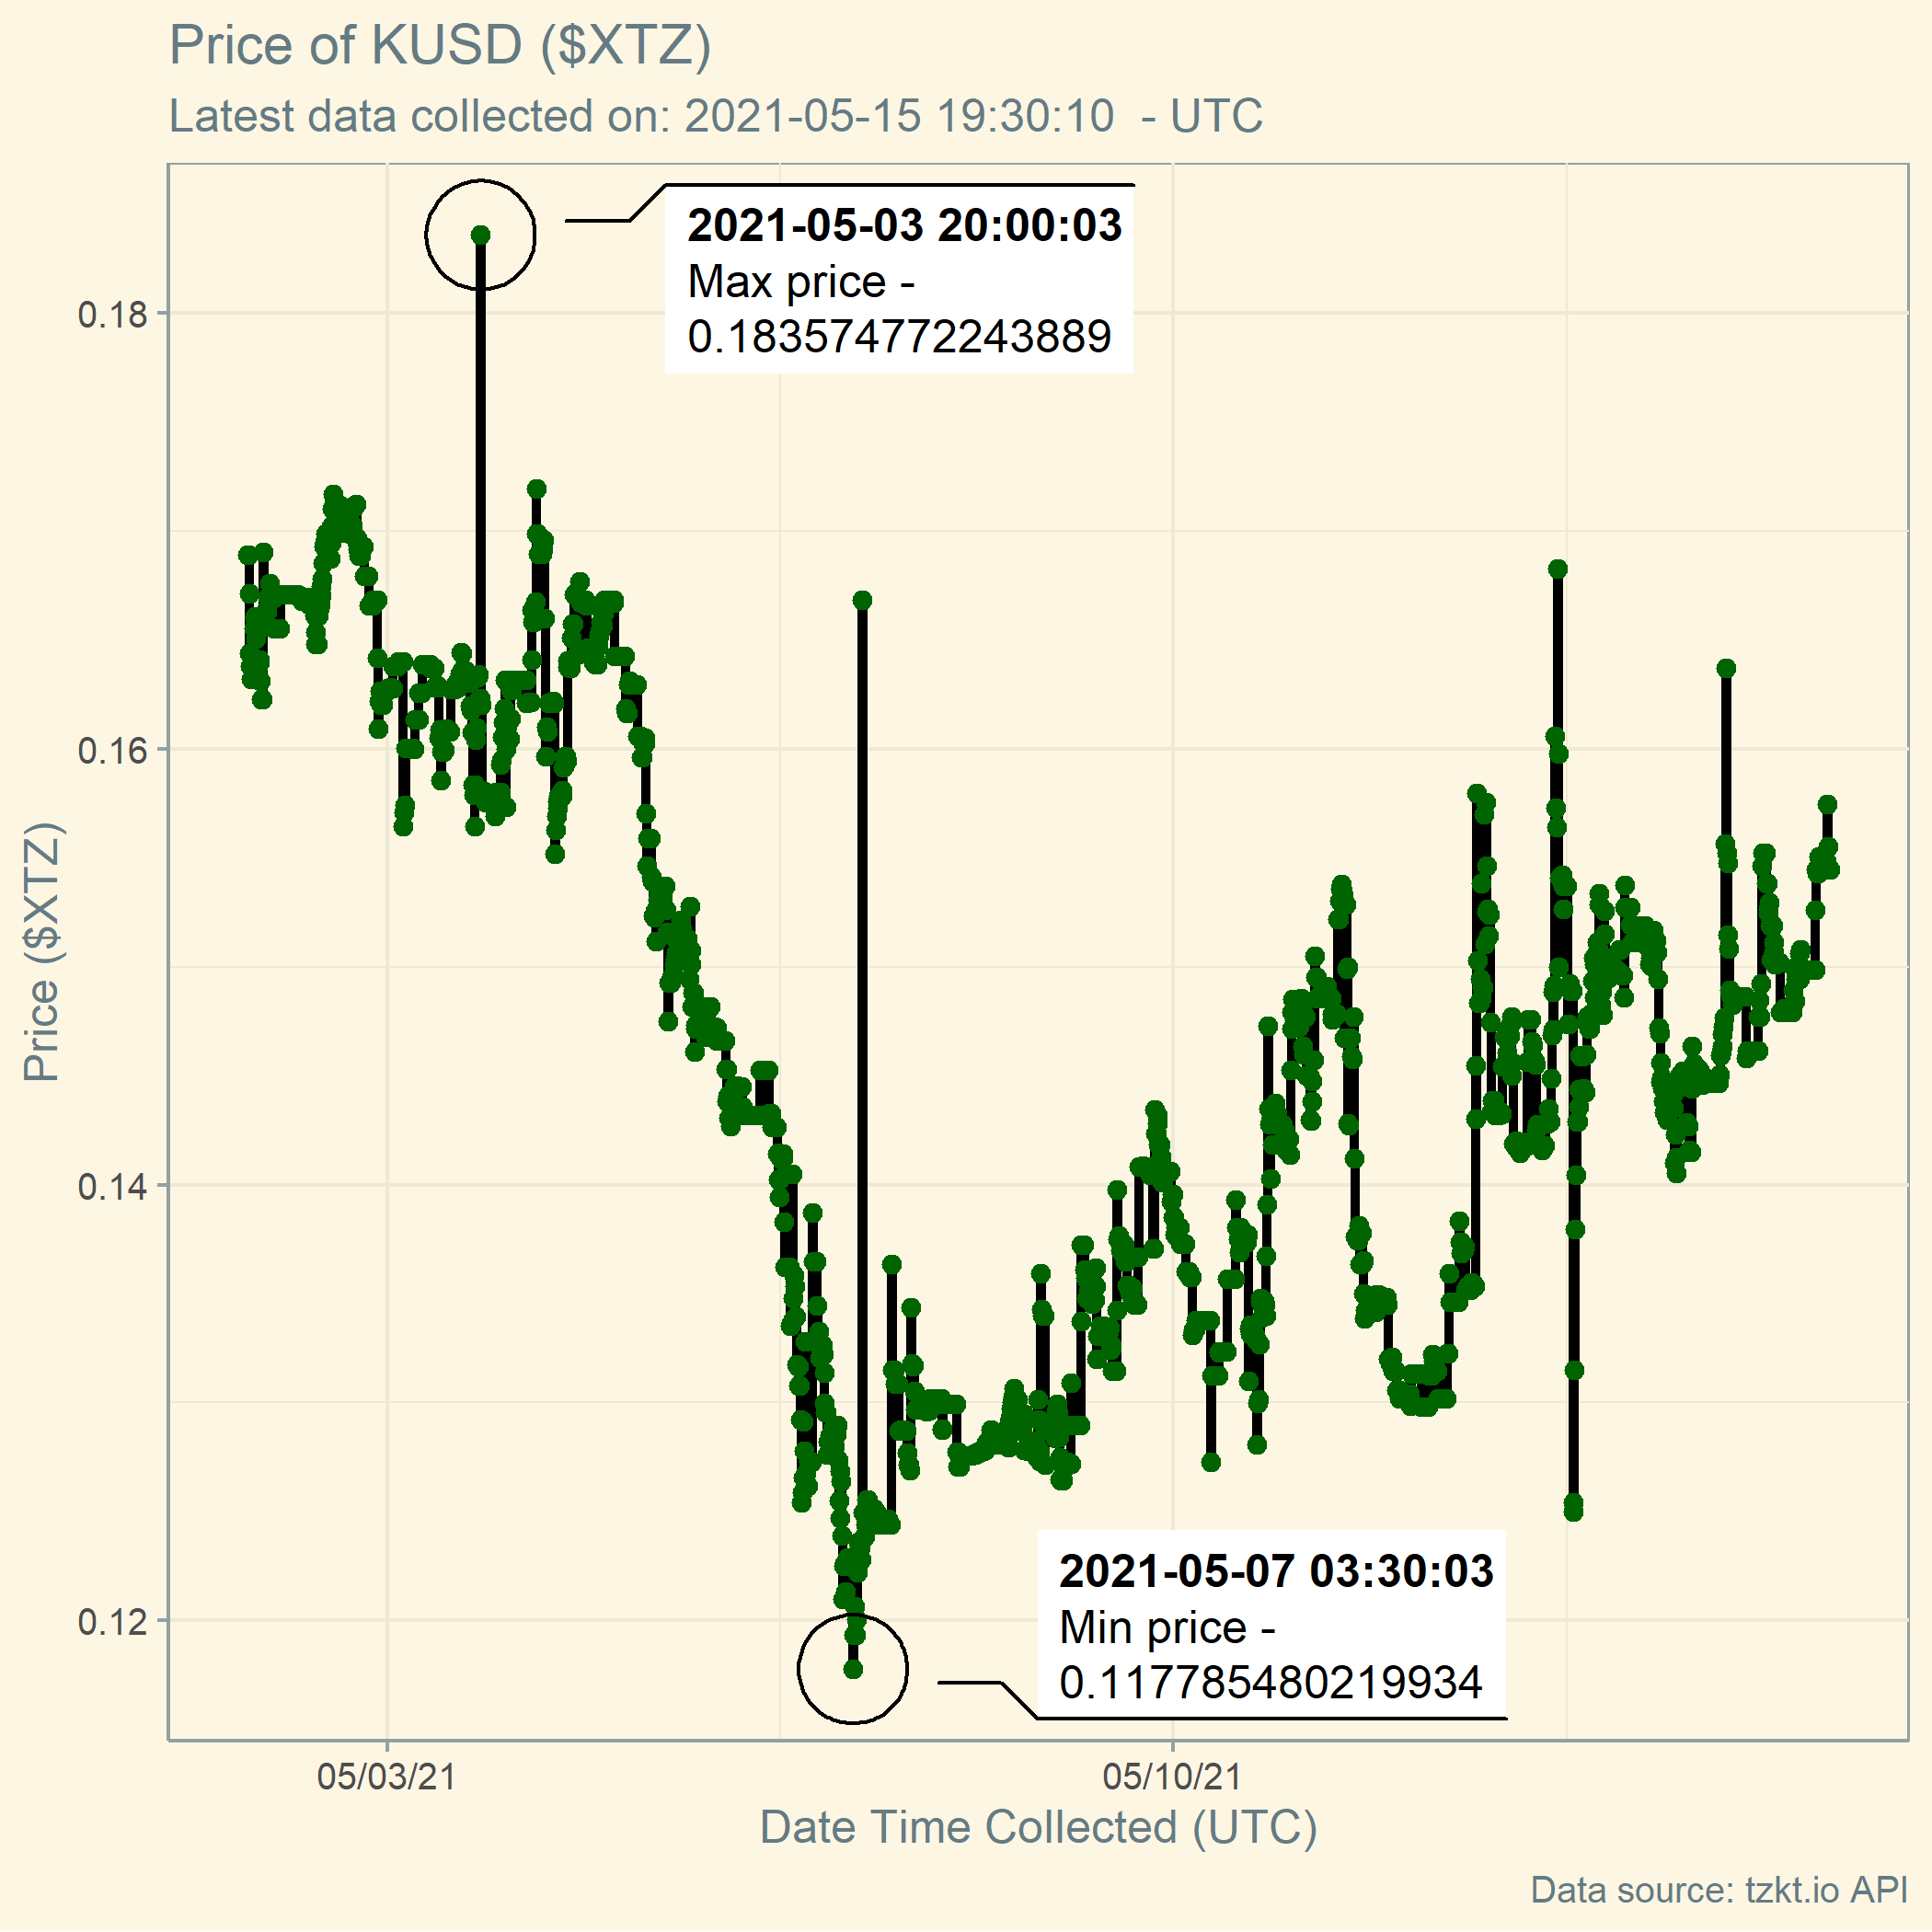 Price of KUSD ($XTZ)
Latest data collected on: 2021-05-15 19:30:10  - UTC
2021-05-03 20:00:03
Max price -
0.183574772243889
0.18
0.16
0.14
0.12
Price ($XTZ)
2021-05-07 03:30:03
Min price -
0.117785480219934
05/03/21
05/10/21
Date Time Collected (UTC)
Data source: tzkt.io API